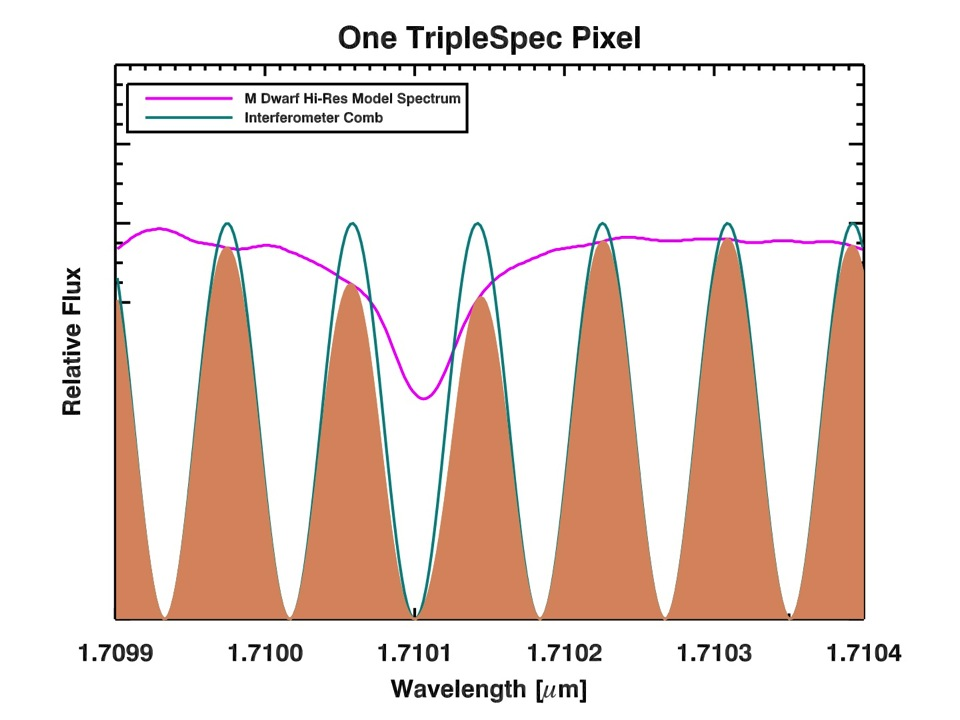 One TripleSpec Pixel
M Dwarf Hi-Res Model Spectrum
Interferometer Comb
Relative Flux
1.7099 1.7100 1.7101 1.7102 1.7103 1.7104
Wavelength [μm]